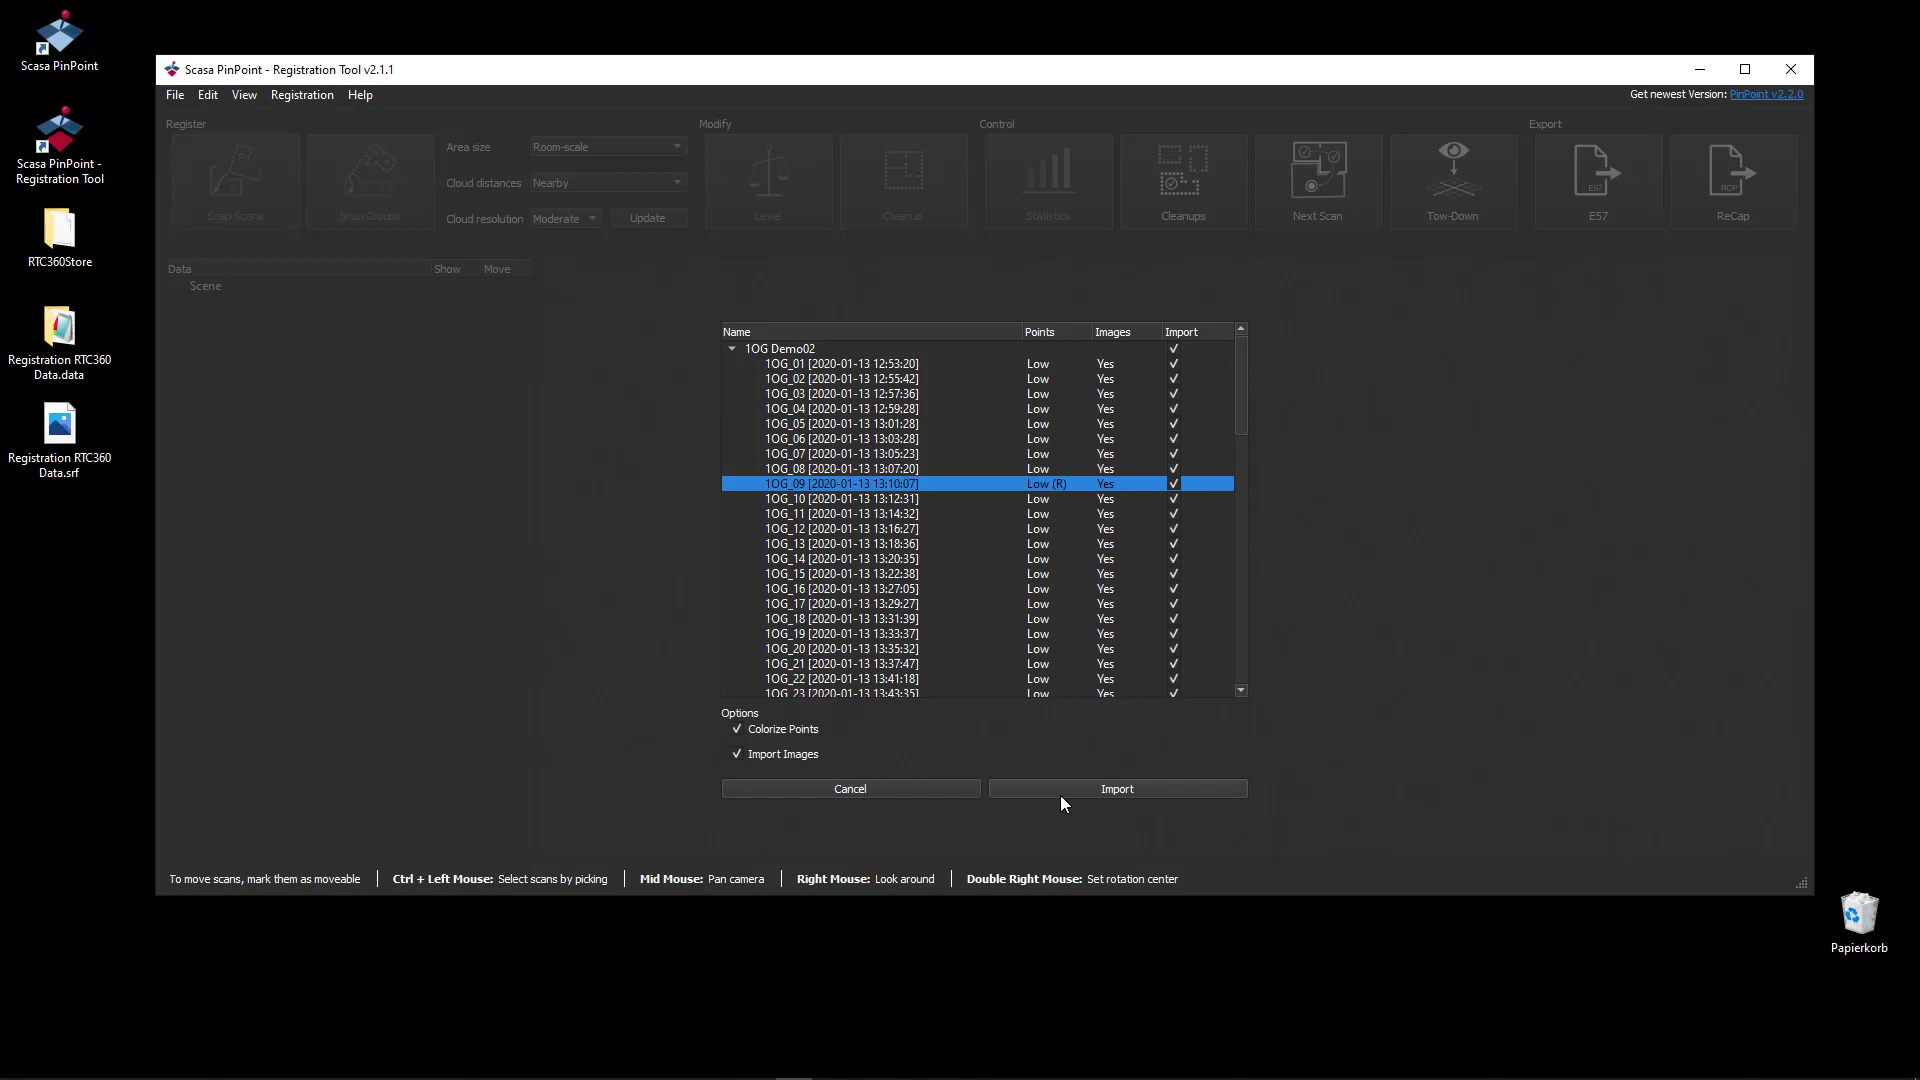 Scasa PinPoint
Scasa PinPoint -
Registration Tool
RTC360Store
Registration RTC360
Data.data
Registration RTC360
Data.srf
Scasa PinPoint - Registration Tool v2.1.1
File Edit View Registration Help
Get newest Version: PinPoint v2.2.0
Register
Modify
Control
Export
Snap Scans
Snap Groups
Area size Room-scale
Cloud distances Nearby
Cloud resolution Moderate Update
Level
Cleanup
Statistics
Cleanups
Next Scan
Tow-Down
E57
E57
RCP
ReCap
Data Show Move
Scene
Name Points Images Import
1OG Demo02
1OG_01 [2020-01-13 12:53:20] Low Yes
1OG_02 [2020-01-13 12:55:42] Low Yes
1OG_03 [2020-01-13 12:57:36] Low Yes
1OG_04 [2020-01-13 12:59:28] Low Yes
1OG_05 [2020-01-13 13:01:28] Low Yes
1OG_06 [2020-01-13 13:03:28] Low Yes
1OG_07 [2020-01-13 13:05:23] Low Yes
1OG_08 [2020-01-13 13:07:20] Low Yes
1OG_09 [2020-01-13 13:10:07] Low (R) Yes
1OG_10 [2020-01-13 13:12:31] Low Yes
1OG_11 [2020-01-13 13:14:32] Low Yes
1OG_12 [2020-01-13 13:16:27] Low Yes
1OG_13 [2020-01-13 13:18:36] Low Yes
1OG_14 [2020-01-13 13:20:35] Low Yes
1OG_15 [2020-01-13 13:22:38] Low Yes
1OG_16 [2020-01-13 13:27:05] Low Yes
1OG_17 [2020-01-13 13:29:27] Low Yes
1OG_18 [2020-01-13 13:31:39] Low Yes
1OG_19 [2020-01-13 13:33:37] Low Yes
1OG_20 [2020-01-13 13:35:32] Low Yes
1OG_21 [2020-01-13 13:37:47] Low Yes
1OG_22 [2020-01-13 13:41:18] Low Yes
1OG_23 [2020-01-13 13:43:35] Low Yes
Options
Colorize Points
Import Images
Cancel Import
To move scans, mark them as moveable Ctrl + Left Mouse: Select scans by picking Mid Mouse: Pan camera Right Mouse: Look around Double Right Mouse: Set rotation center
Papierkorb